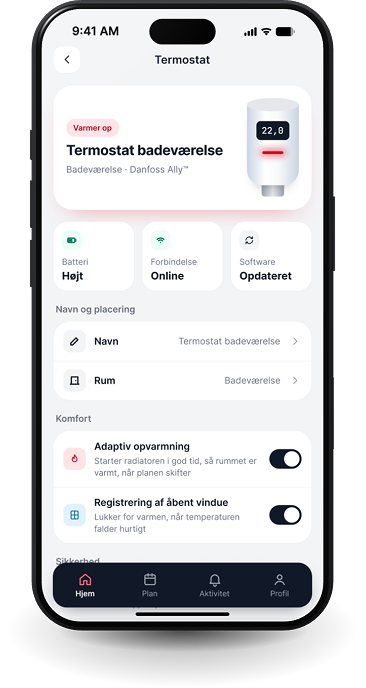 9:41 AM
Termostat
Varmer op
Termostat badeværelse
Badeværelse · Danfoss Ally™
22,0
Batteri
Højt
Forbindelse
Online
Software
Opdateret
Navn og placering
Navn
Termostat badeværelse
Rum
Badeværelse
Komfort
Adaptiv opvarmning
Starter radiatoren i god tid, så rummet er
varmt, når planen skifter
Registrering af åbent vindue
Lukker for varmen, når temperaturen
falder hurtigt
Sikkerhed
Hjem
Plan
Aktivitet
Profil